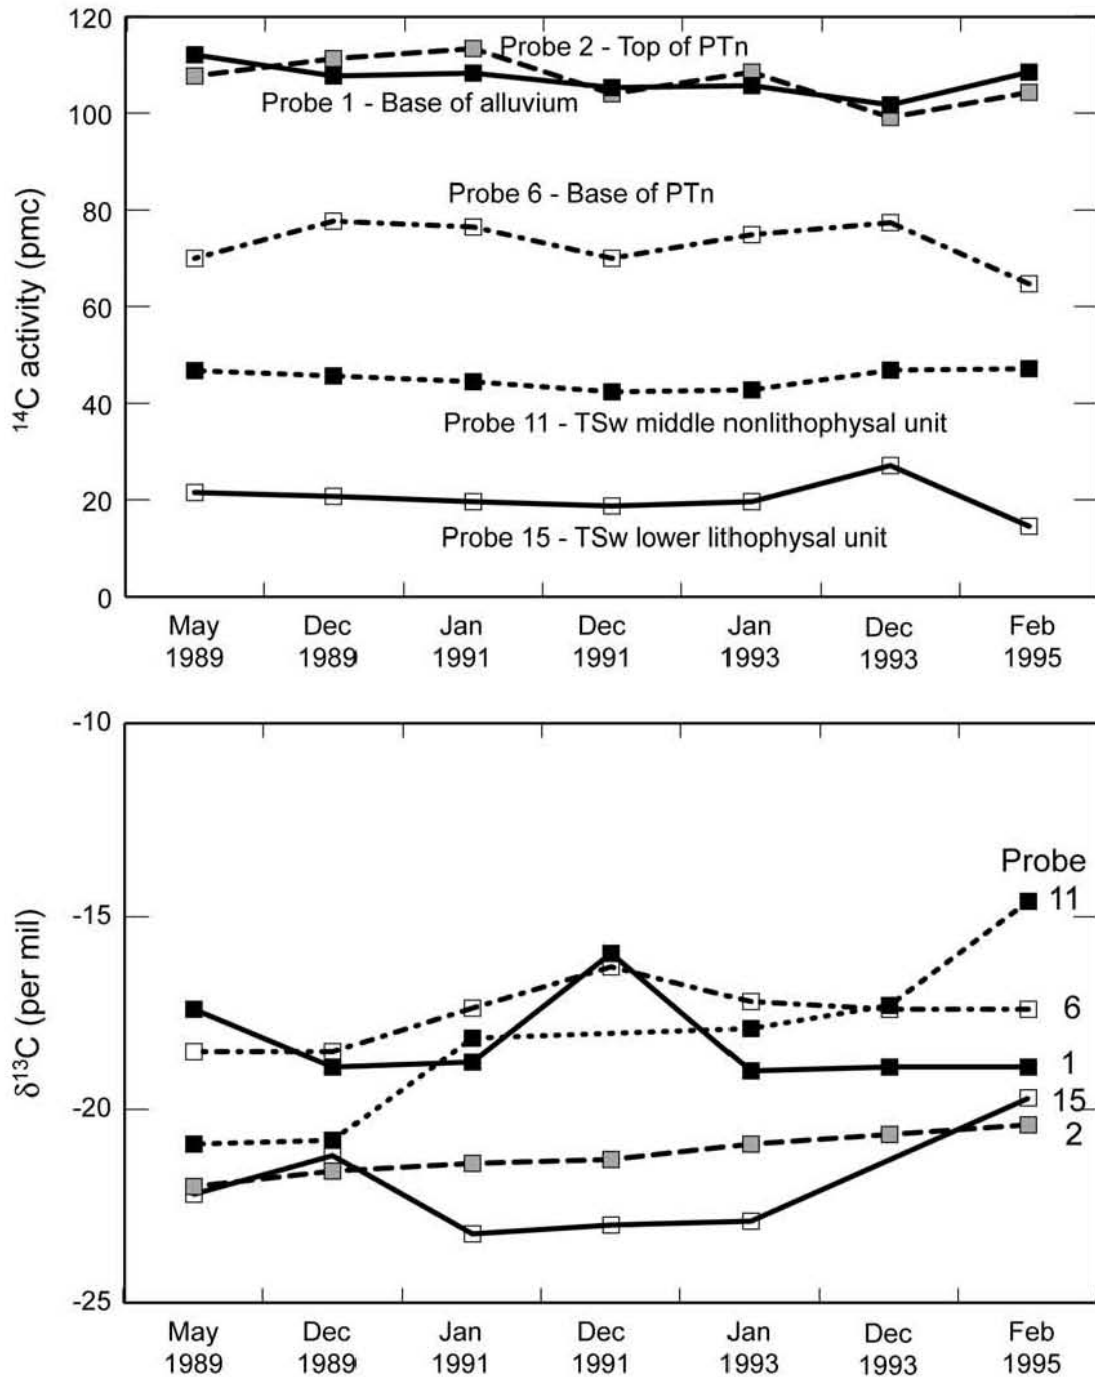 120
100
80
60
40
20
0
¹⁴C activity (pmc)
Probe 2 - Top of PTn
Probe 1 - Base of alluvium
Probe 6 - Base of PTn
Probe 11 - TSw middle nonlithophysal unit
Probe 15 - TSw lower lithophysal unit
May Dec Jan Dec Jan Dec Feb
1989 1989 1991 1991 1993 1993 1995
-10
-15
-20
-25
δ¹³C (per mil)
Probe
11
6
1
15
2
May Dec Jan Dec Jan Dec Feb
1989 1989 1991 1991 1993 1993 1995